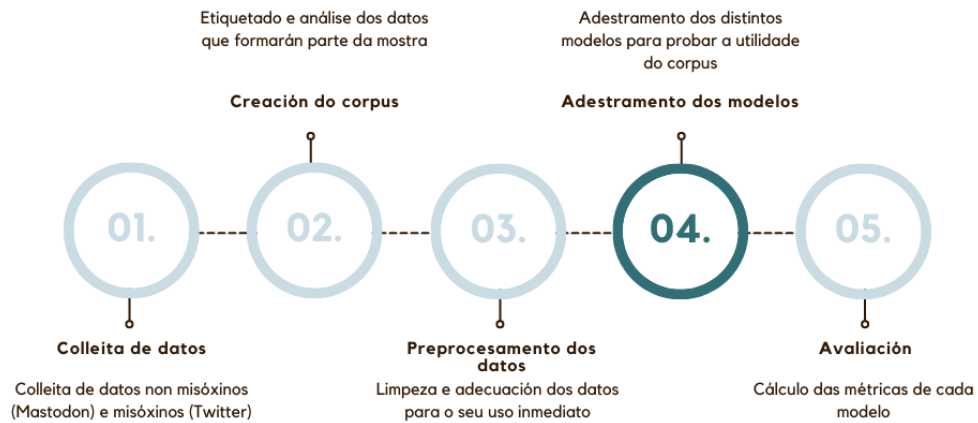 Etiquetado e análise dos datos
que formarán parte da mostra
Creación do corpus
Adestramento dos distintos
modelos para probar a utilidade
do corpus
Adestramento dos modelos
01.
02.
03.
04.
05.
Colleita de datos
Colleita de datos non misóxinos
(Mastodon) e misóxinos (Twitter)
Preprocesamento dos
datos
Limpeza e adecuación dos datos
para o seu uso inmediato
Avaliación
Cálculo das métricas de cada
modelo